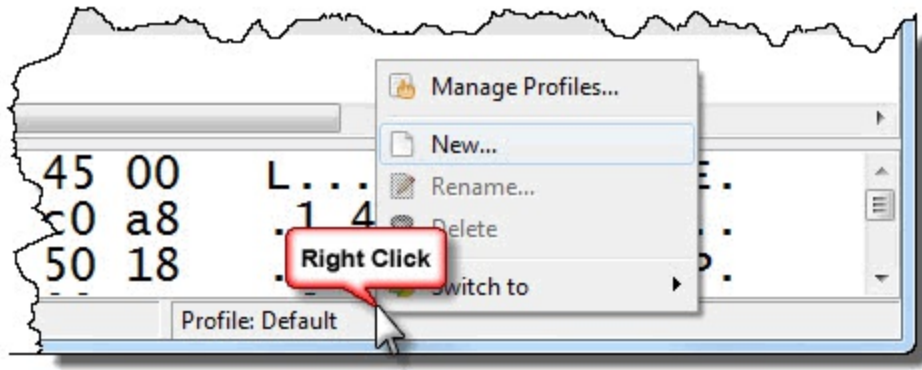 Manage Profiles...
New...
45 00 L... E.
Rename...
c0 a8 .1 4 ..
Delete
50 18
Right Click
Switch to
Profile: Default